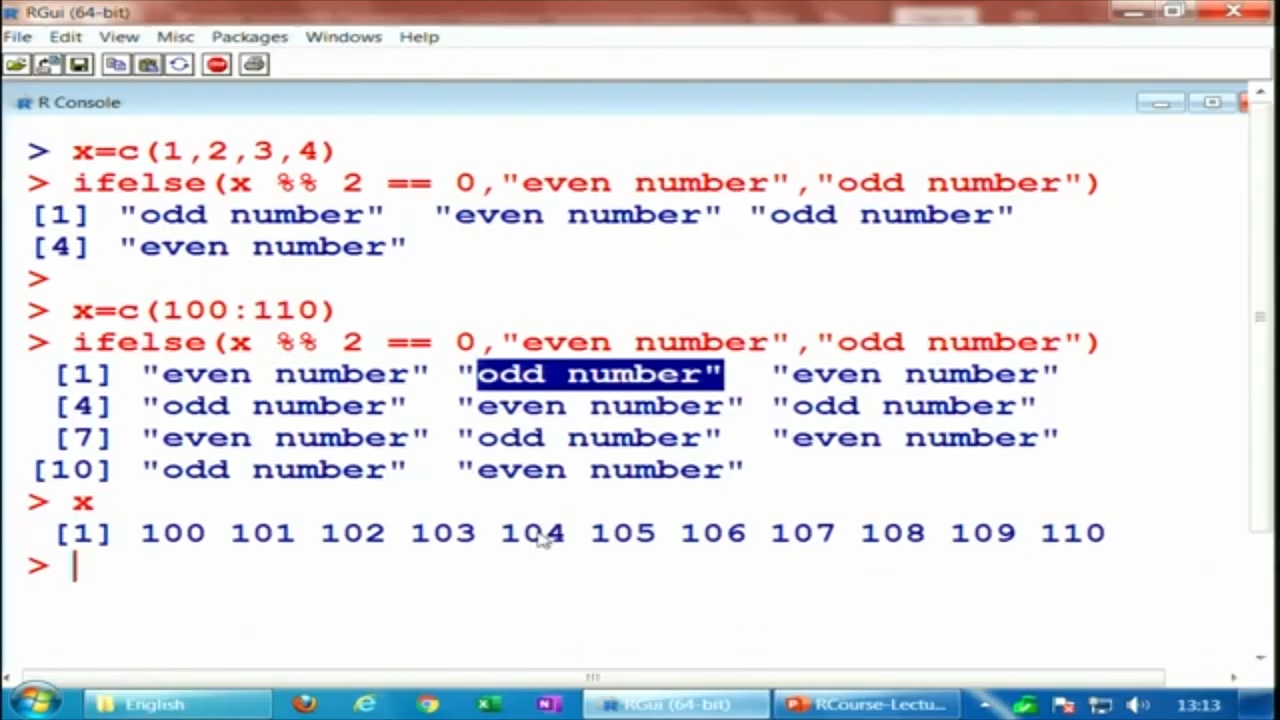 RGui (64-bit)
File Edit View Misc Packages Windows Help
STOP
R Console
> x=c(1,2,3,4)
> ifelse(x %% 2 == 0,"even number","odd number")
[1] "odd number" "even number" "odd number"
[4] "even number"
>
> x=c(100:110)
> ifelse(x %% 2 == 0,"even number","odd number")
[1] "even number" "odd number" "even number"
[4] "odd number" "even number" "odd number"
[7] "even number" "odd number" "even number"
[10] "odd number" "even number"
> x
[1] 100 101 102 103 104 105 106 107 108 109 110
>
English RGui (64-bit) RCourse-Lectu... 13:13